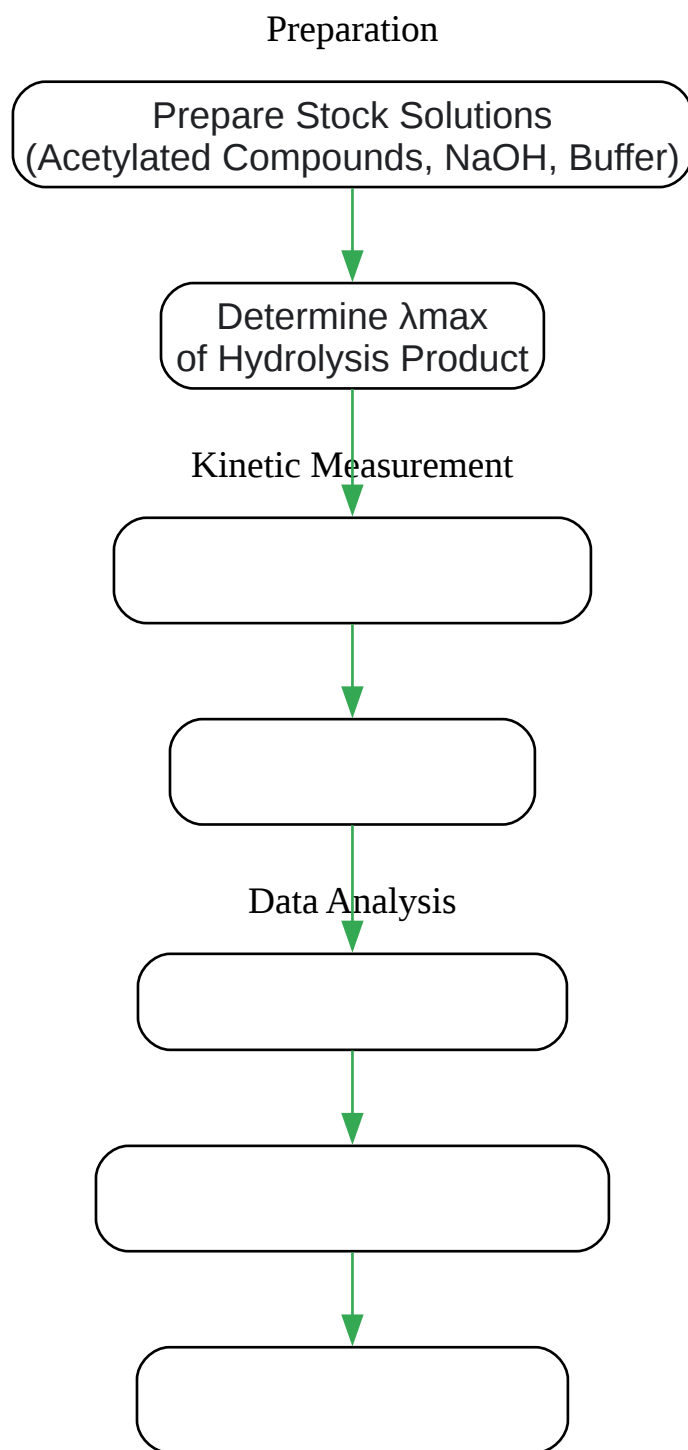 Preparation
Prepare Stock Solutions
(Acetylated Compounds, NaOH, Buffer)
Determine λmax
of Hydrolysis Product
Kinetic Measurement
Data Analysis